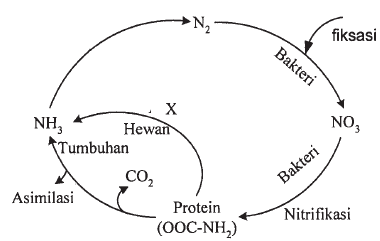 N₂
fiksasi
Bakteri
NH₃
X
Hewan
NO₃
Tumbuhan
CO₂
Bakteri
Asimilasi
Protein
(OOC-NH₂)
Nitrifikasi